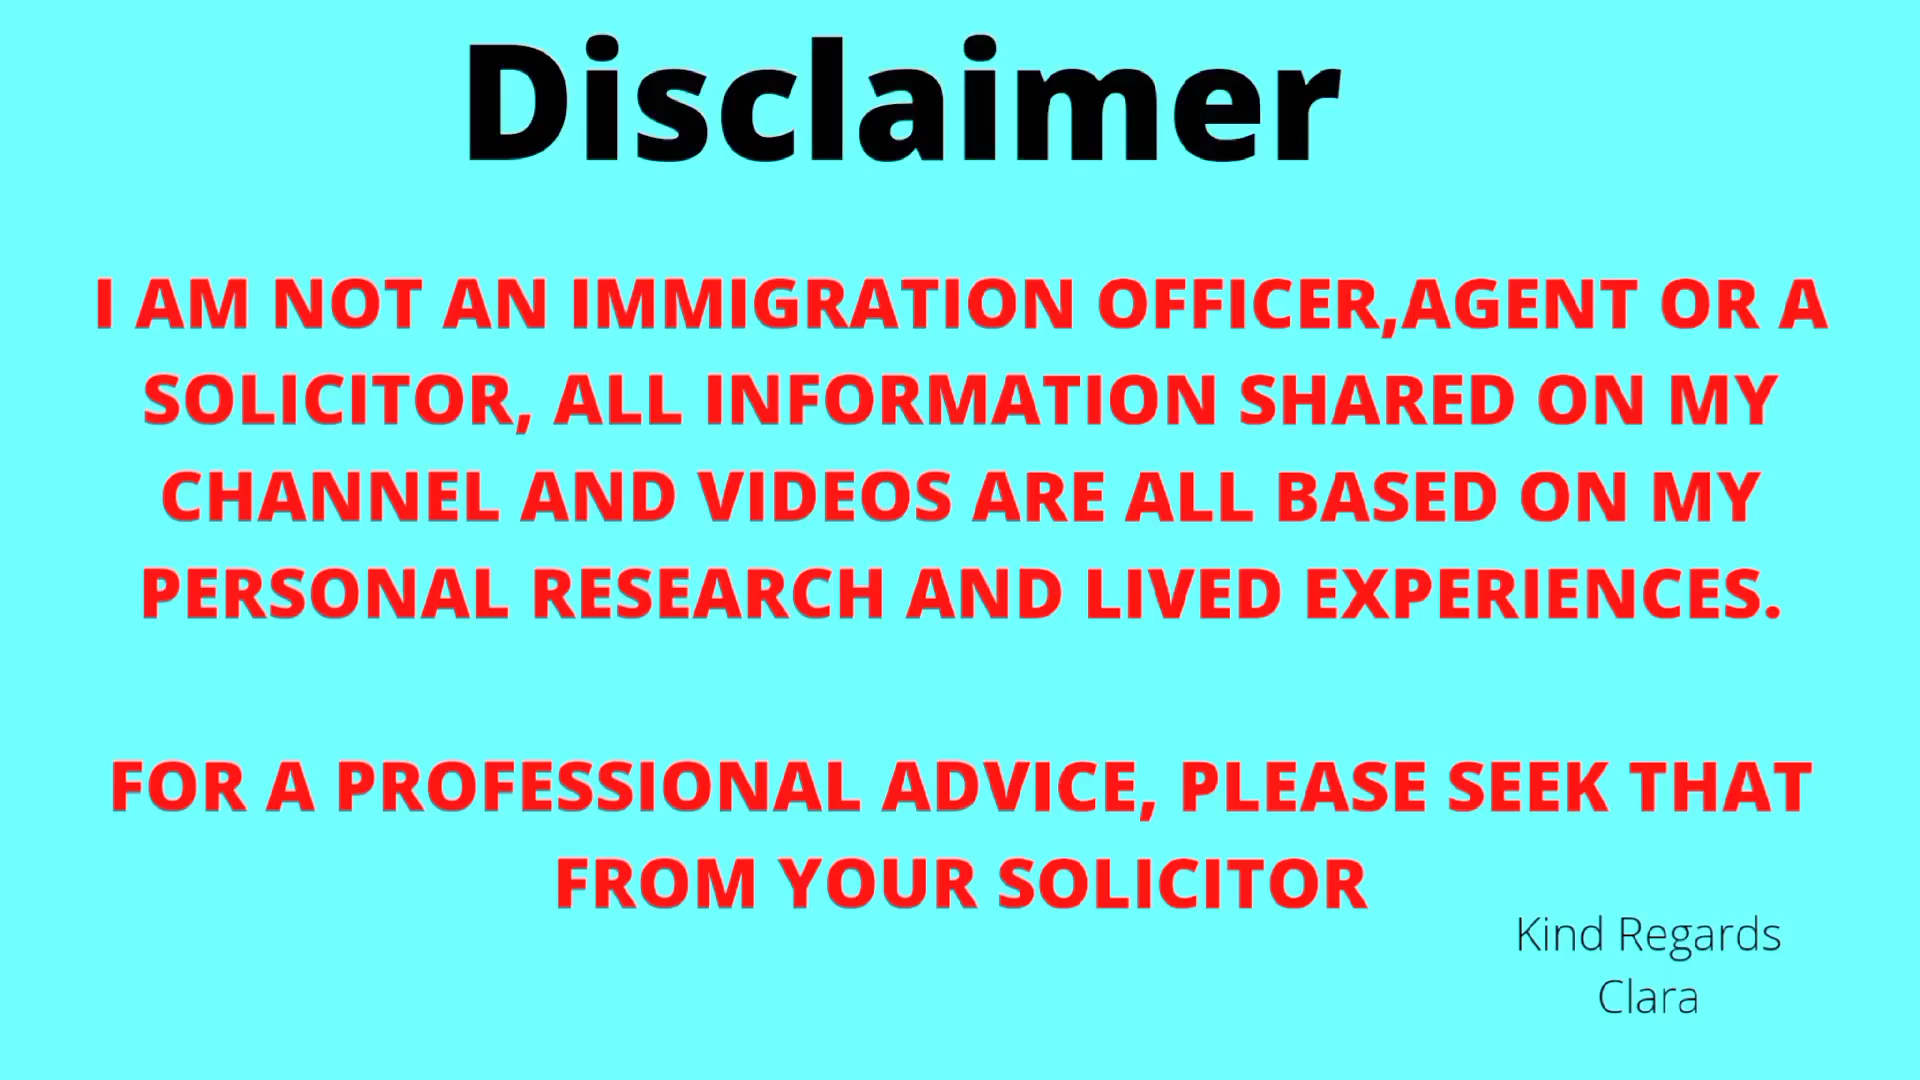 Disclaimer
I AM NOT AN IMMIGRATION OFFICER,AGENT OR A
SOLICITOR, ALL INFORMATION SHARED ON MY
CHANNEL AND VIDEOS ARE ALL BASED ON MY
PERSONAL RESEARCH AND LIVED EXPERIENCES.
FOR A PROFESSIONAL ADVICE, PLEASE SEEK THAT
FROM YOUR SOLICITOR
Kind Regards
Clara